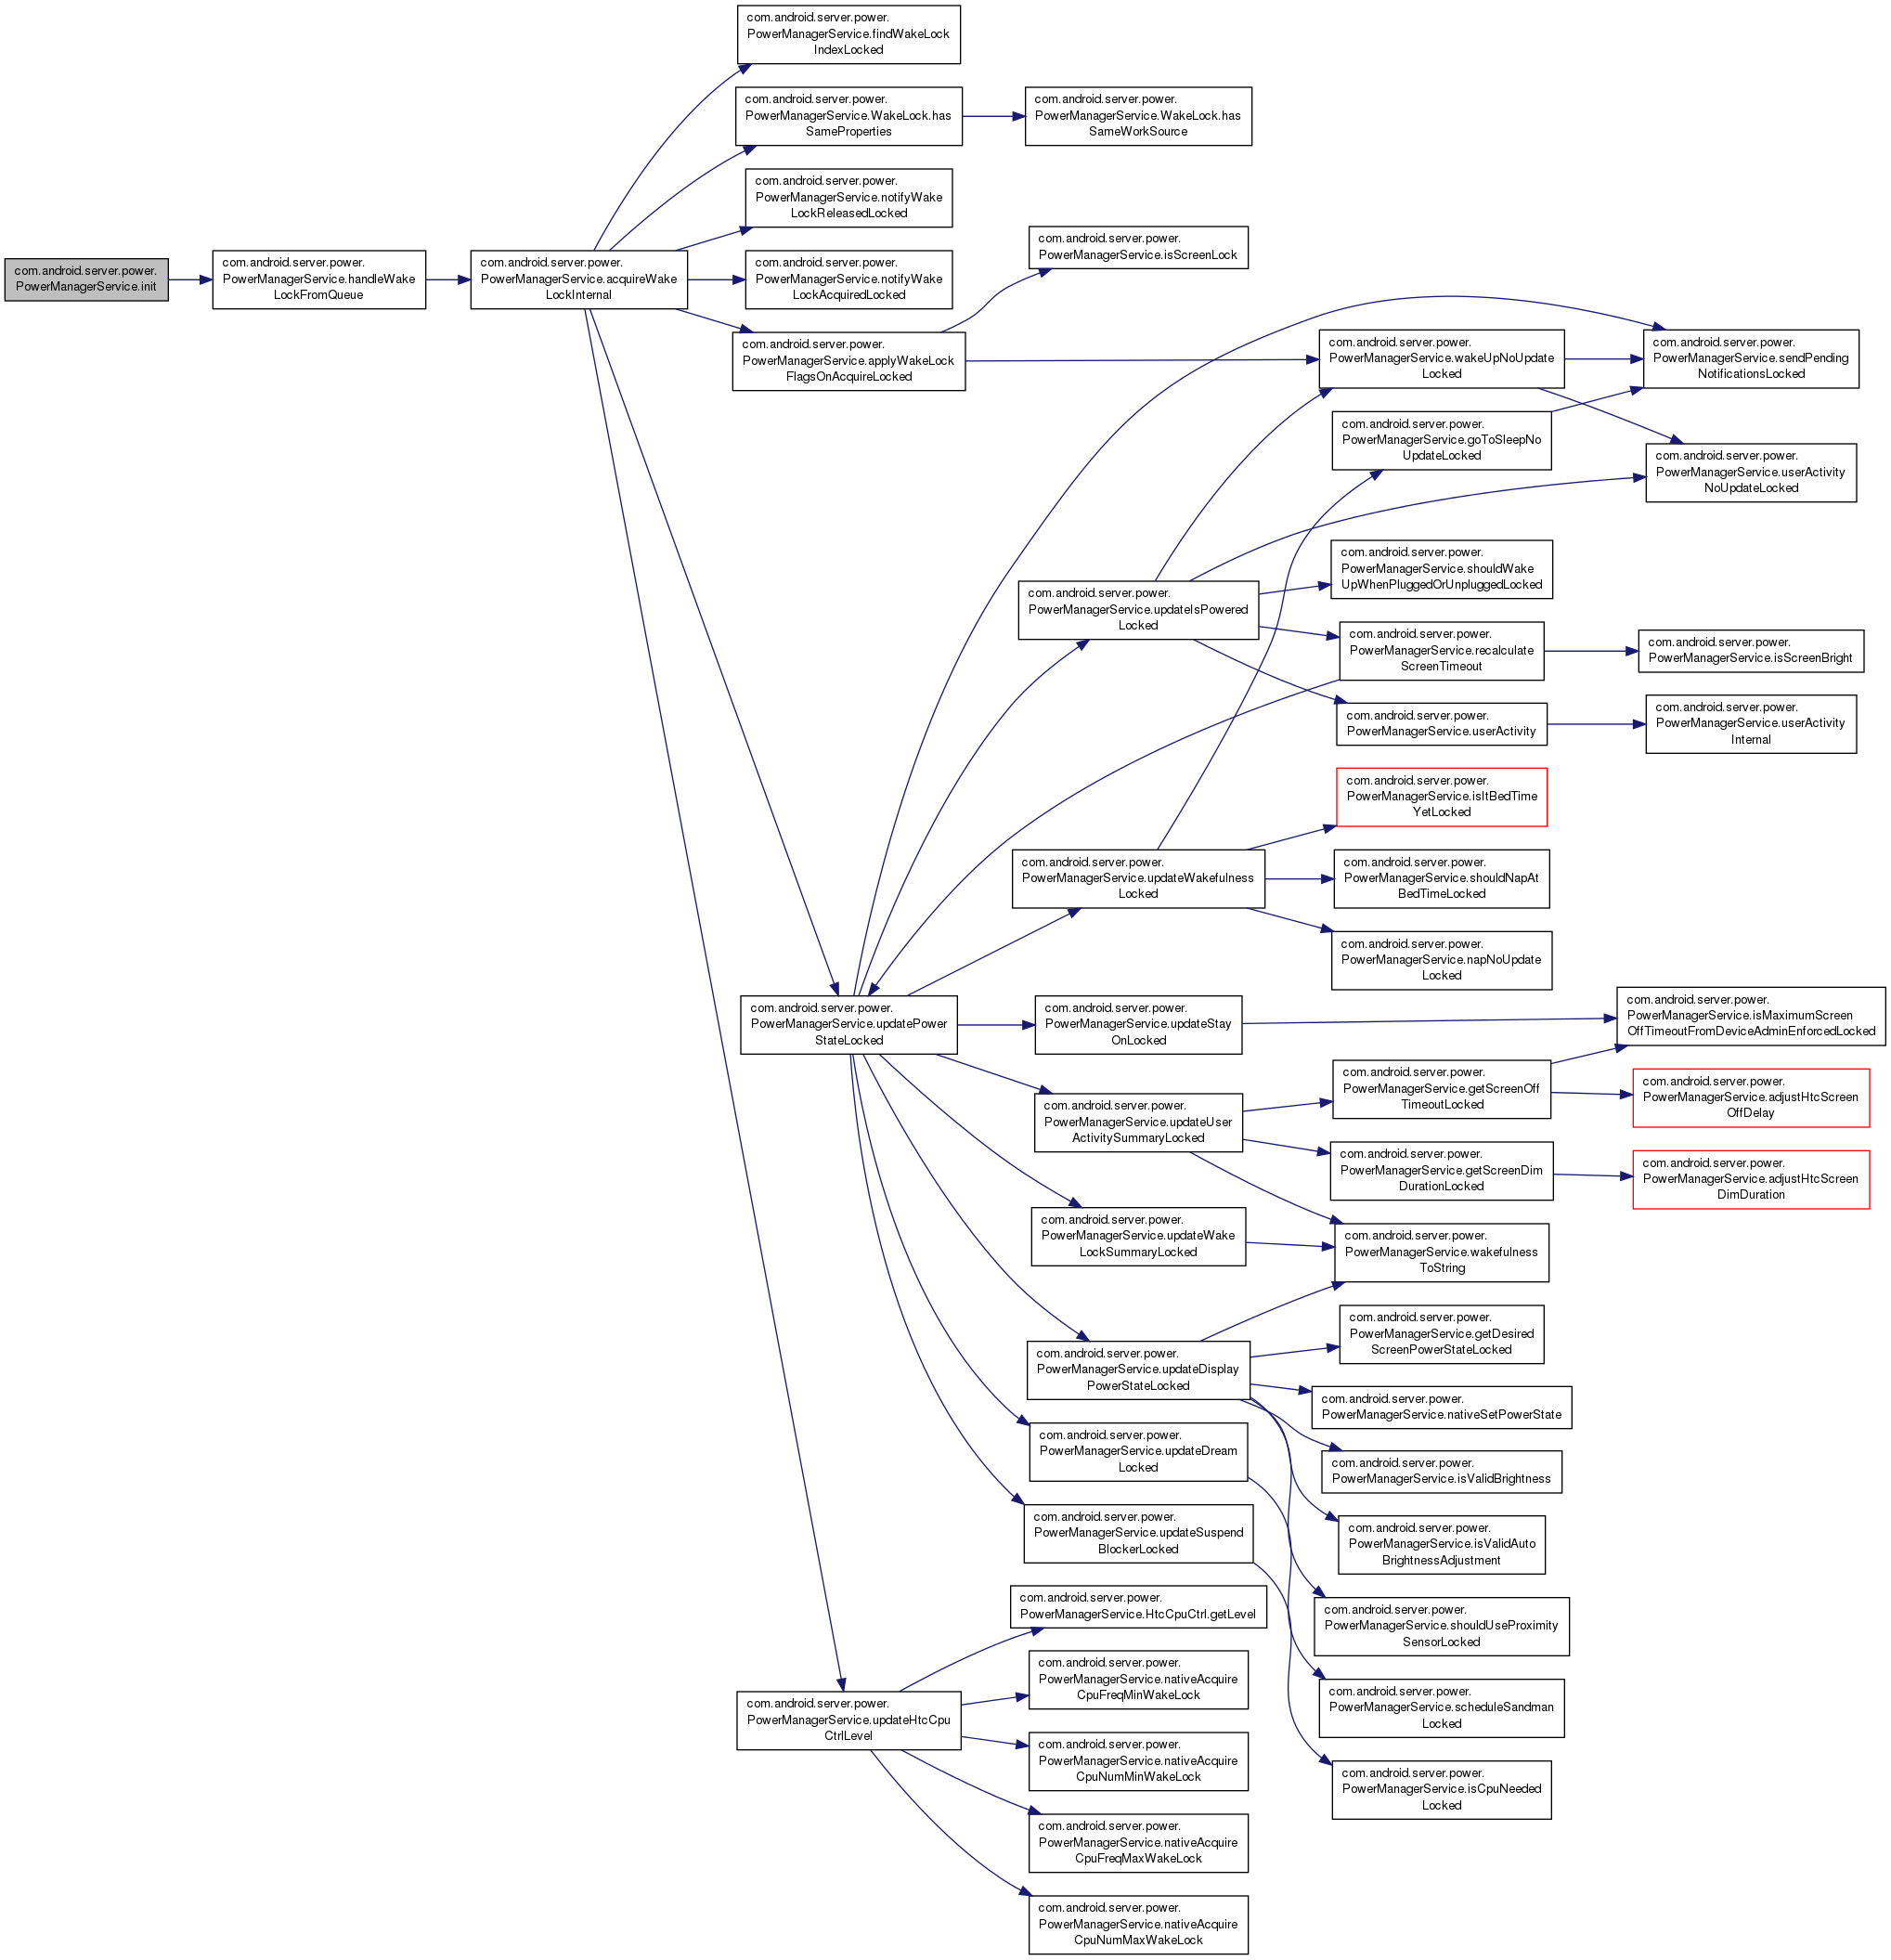 com.android.server.power.
PowerManagerService.init
com.android.server.power.
PowerManagerService.handleWake
LockFromQueue
com.android.server.power.
PowerManagerService.acquireWake
LockInternal
com.android.server.power.
PowerManagerService.findWakeLock
IndexLocked
com.android.server.power.
PowerManagerService.WakeLock.has
SameProperties
com.android.server.power.
PowerManagerService.WakeLock.has
SameWorkSource
com.android.server.power.
PowerManagerService.notifyWake
LockReleasedLocked
com.android.server.power.
PowerManagerService.notifyWake
LockAcquiredLocked
com.android.server.power.
PowerManagerService.applyWakeLock
FlagsOnAcquireLocked
com.android.server.power.
PowerManagerService.isScreenLock
com.android.server.power.
PowerManagerService.wakeUpNoUpdate
Locked
com.android.server.power.
PowerManagerService.sendPending
NotificationsLocked
com.android.server.power.
PowerManagerService.goToSleepNo
UpdateLocked
com.android.server.power.
PowerManagerService.userActivity
NoUpdateLocked
com.android.server.power.
PowerManagerService.shouldWake
UpWhenPluggedOrUnpluggedLocked
com.android.server.power.
PowerManagerService.updateIsPowered
Locked
com.android.server.power.
PowerManagerService.recalculate
ScreenTimeout
com.android.server.power.
PowerManagerService.isScreenBright
com.android.server.power.
PowerManagerService.userActivity
com.android.server.power.
PowerManagerService.userActivity
Internal
com.android.server.power.
PowerManagerService.isItBedTime
YetLocked
com.android.server.power.
PowerManagerService.updateWakefulness
Locked
com.android.server.power.
PowerManagerService.shouldNapAt
BedTimeLocked
com.android.server.power.
PowerManagerService.napNoUpdate
Locked
com.android.server.power.
PowerManagerService.updatePower
StateLocked
com.android.server.power.
PowerManagerService.updateStay
OnLocked
com.android.server.power.
PowerManagerService.isMaximumScreen
OffTimeoutFromDeviceAdminEnforcedLocked
com.android.server.power.
PowerManagerService.updateUser
ActivitySummaryLocked
com.android.server.power.
PowerManagerService.getScreenOff
TimeoutLocked
com.android.server.power.
PowerManagerService.adjustHtcScreen
OffDelay
com.android.server.power.
PowerManagerService.getScreenDim
DurationLocked
com.android.server.power.
PowerManagerService.adjustHtcScreen
DimDuration
com.android.server.power.
PowerManagerService.updateWake
LockSummaryLocked
com.android.server.power.
PowerManagerService.wakefulness
ToString
com.android.server.power.
PowerManagerService.updateDisplay
PowerStateLocked
com.android.server.power.
PowerManagerService.getDesired
ScreenPowerStateLocked
com.android.server.power.
PowerManagerService.nativeSetPowerState
com.android.server.power.
PowerManagerService.updateDream
Locked
com.android.server.power.
PowerManagerService.isValidBrightness
com.android.server.power.
PowerManagerService.updateSuspend
BlockerLocked
com.android.server.power.
PowerManagerService.isValidAuto
BrightnessAdjustment
com.android.server.power.
PowerManagerService.HtcCpuCtrl.getLevel
com.android.server.power.
PowerManagerService.shouldUseProximity
SensorLocked
com.android.server.power.
PowerManagerService.nativeAcquire
CpuFreqMinWakeLock
com.android.server.power.
PowerManagerService.scheduleSandman
Locked
com.android.server.power.
PowerManagerService.updateHtcCpu
CtrlLevel
com.android.server.power.
PowerManagerService.nativeAcquire
CpuNumMinWakeLock
com.android.server.power.
PowerManagerService.isCpuNeeded
Locked
com.android.server.power.
PowerManagerService.nativeAcquire
CpuFreqMaxWakeLock
com.android.server.power.
PowerManagerService.nativeAcquire
CpuNumMaxWakeLock